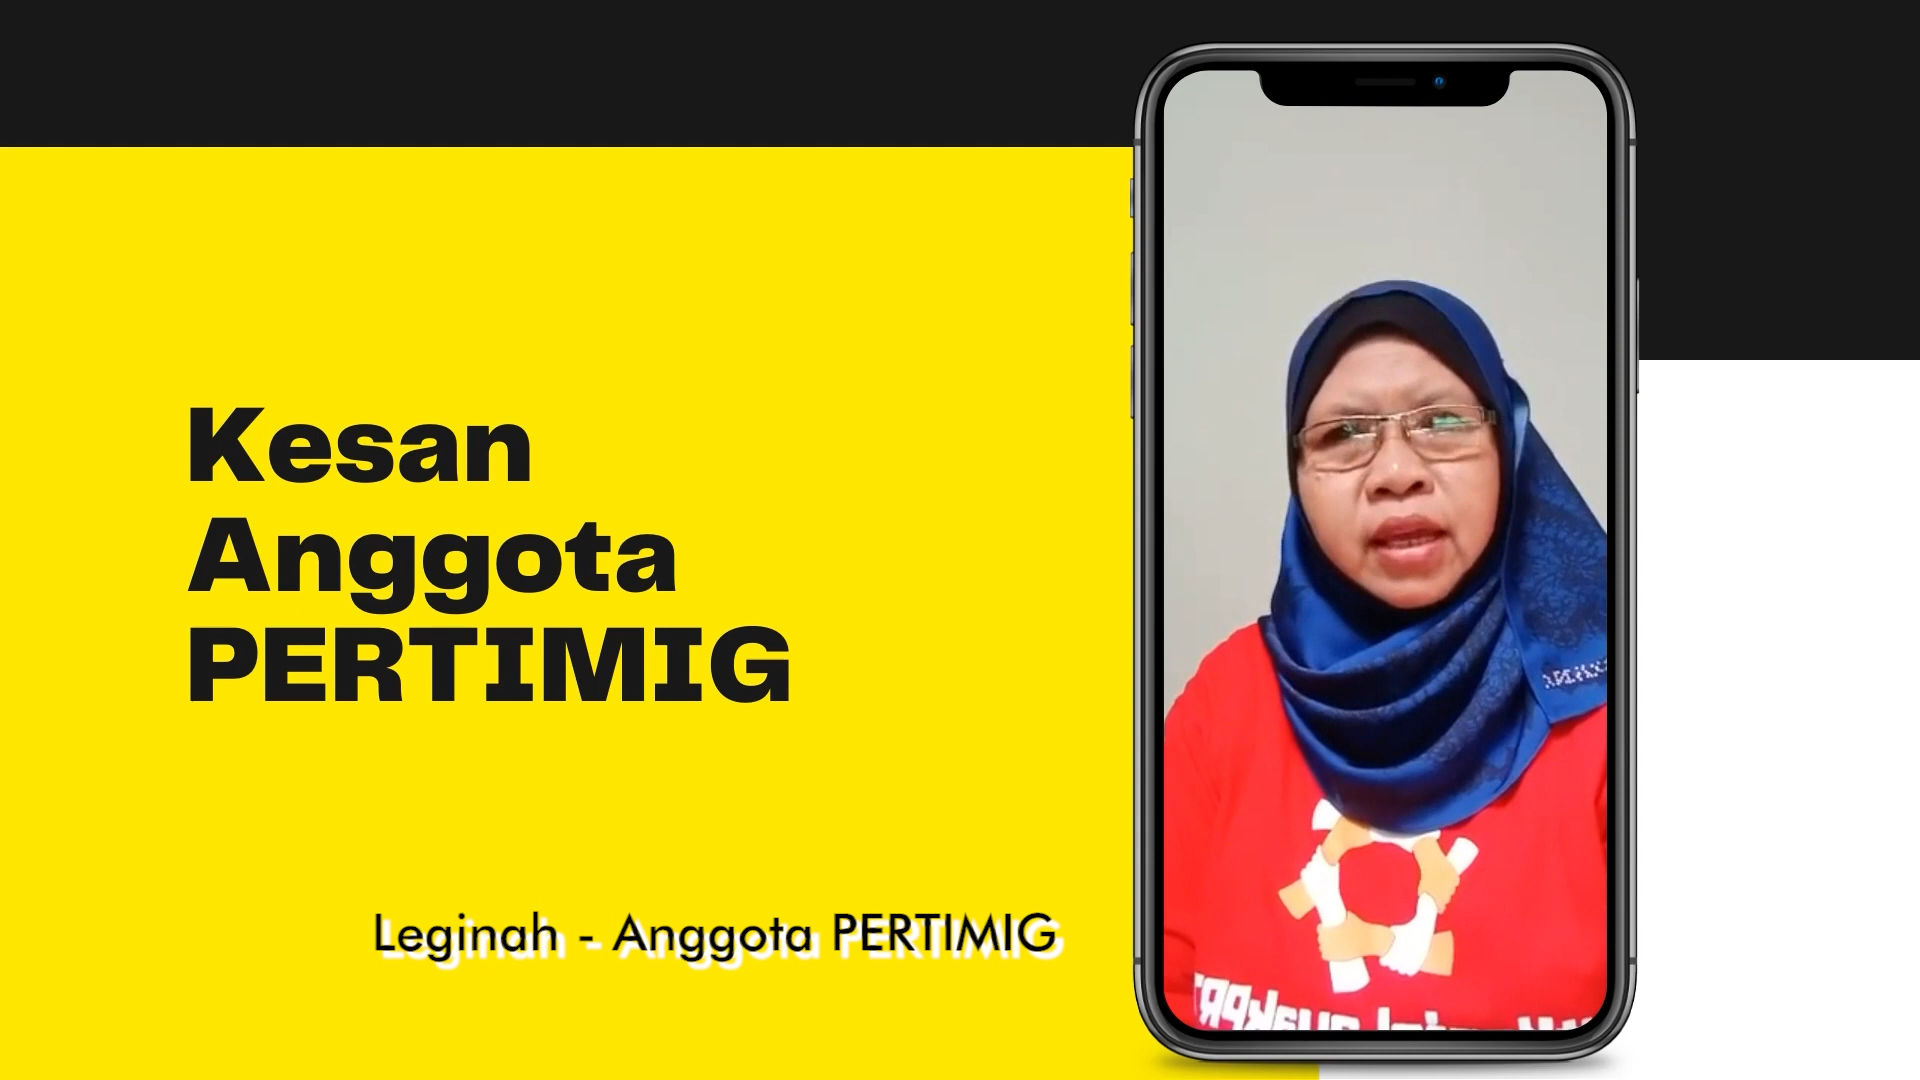 Kesan
Anggota
PERTIMIG
Leginah - Anggota PERTIMIG